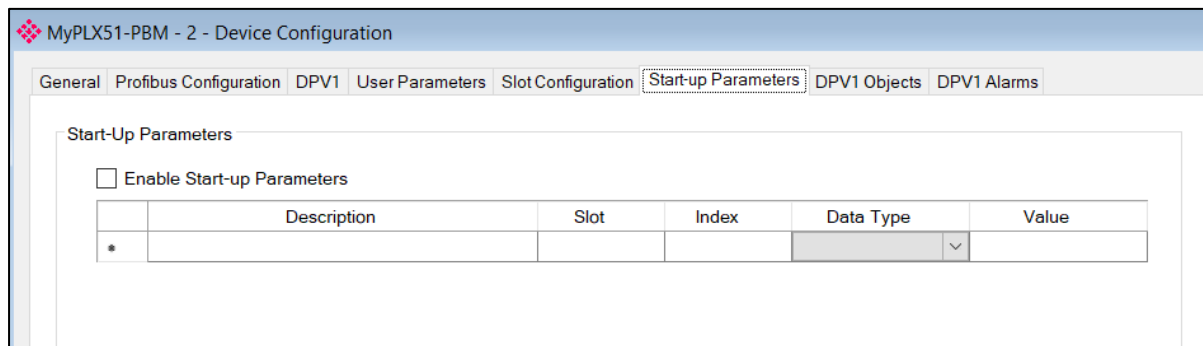 MyPLX51-PBM - 2 - Device Configuration
General Profibus Configuration DPV1 User Parameters Slot Configuration Start-up Parameters DPV1 Objects DPV1 Alarms
Start-Up Parameters
Enable Start-up Parameters
Description Slot Index Data Type Value
*